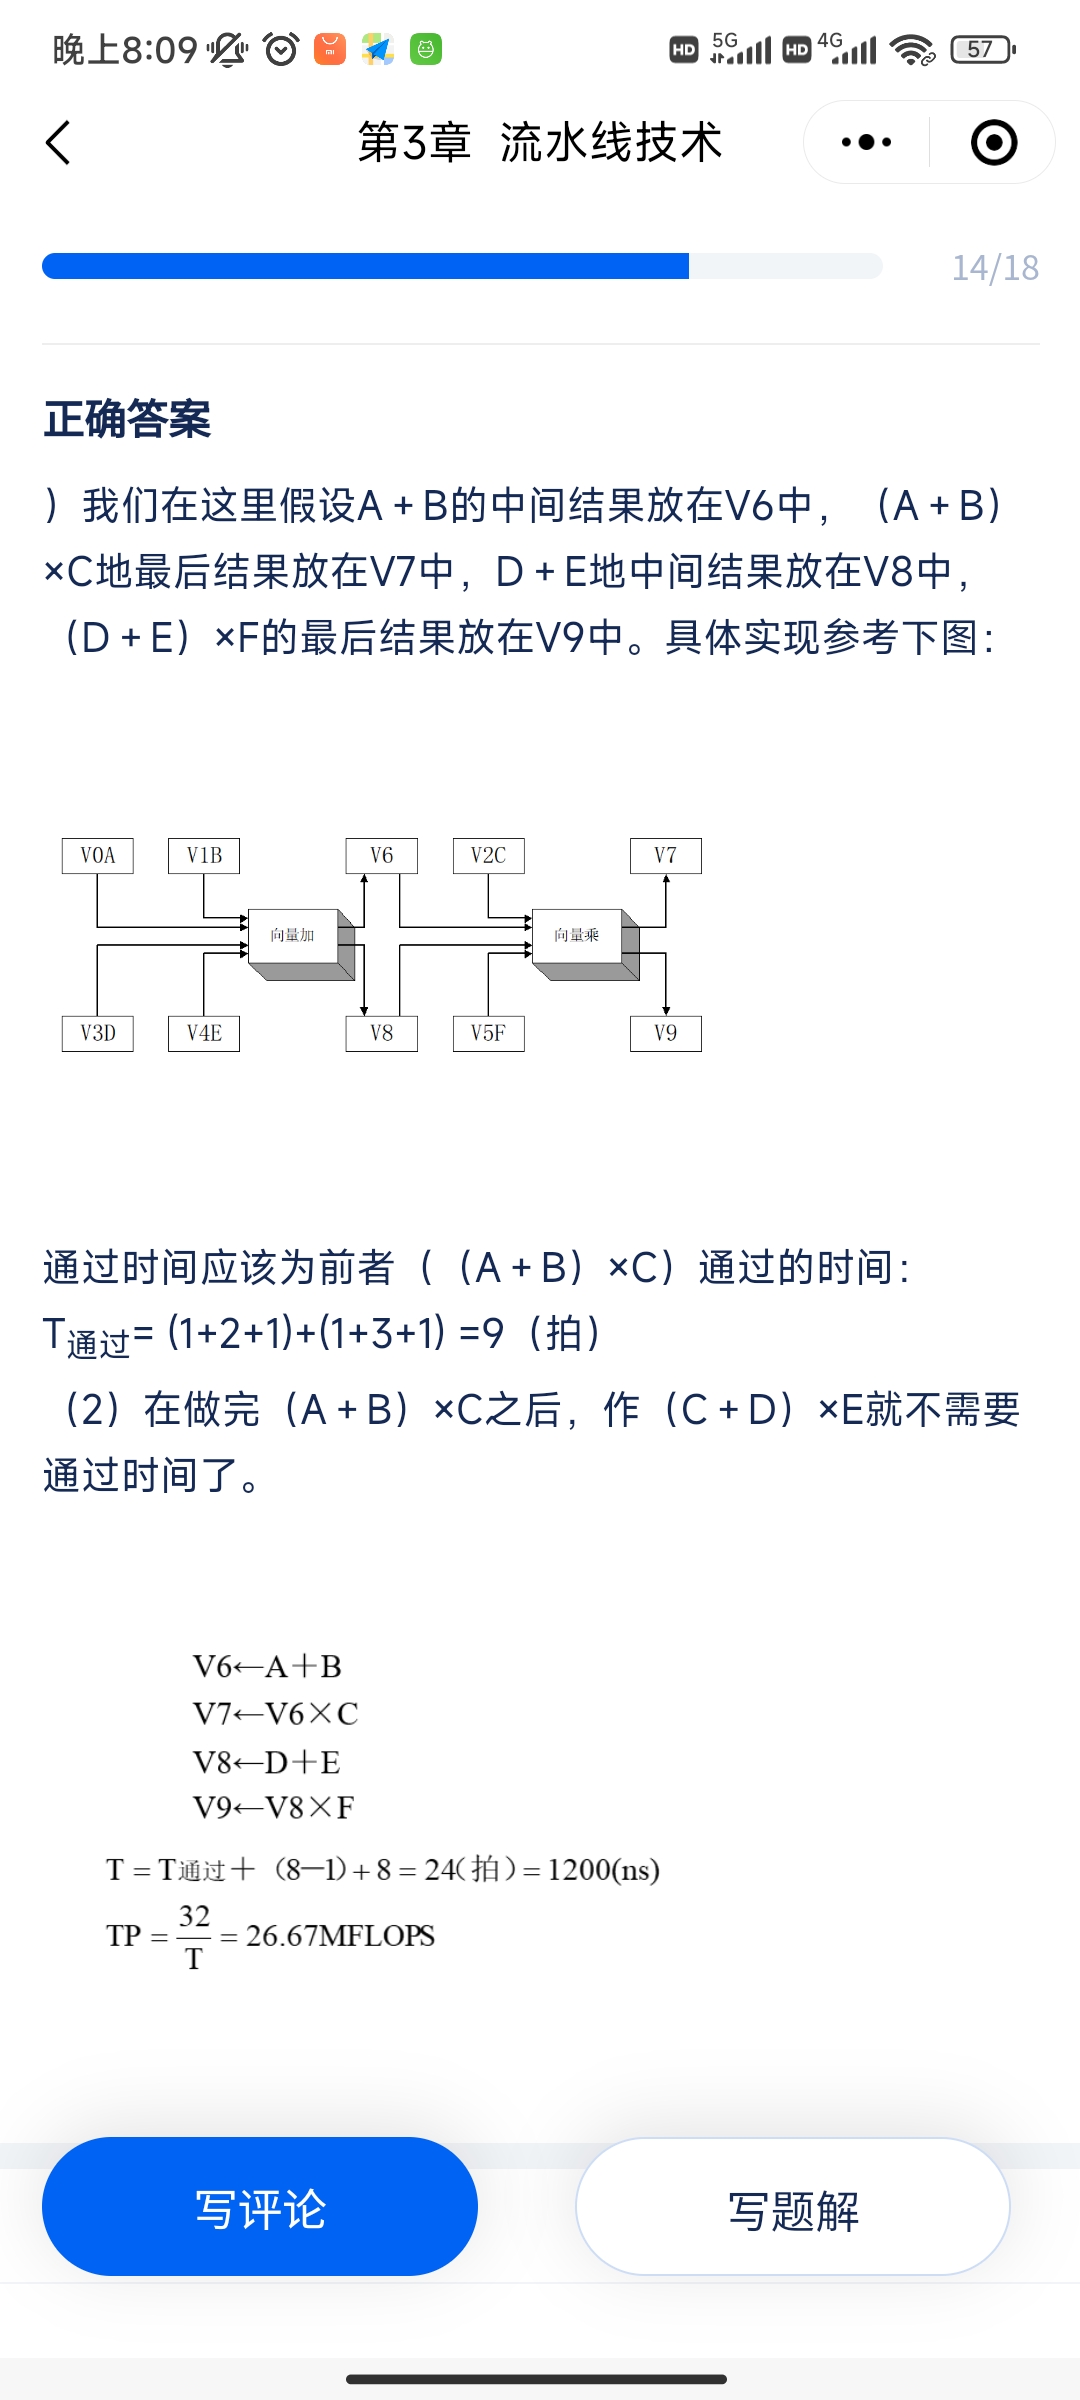 晚上8:09
HD 5G HD 4G 57
第3章 流水线技术
14/18
正确答案
）我们在这里假设A＋B的中间结果放在V6中，（A＋B）
×C地最后结果放在V7中，D＋E地中间结果放在V8中，
（D＋E）×F的最后结果放在V9中。具体实现参考下图：
V0A V1B V6 V2C V7
向量加 向量乘
V3D V4E V8 V5F V9
通过时间应该为前者（（A＋B）×C）通过的时间：
T通过= (1+2+1)+(1+3+1) =9（拍）
（2）在做完（A＋B）×C之后，作（C＋D）×E就不需要
通过时间了。
V6←A＋B
V7←V6×C
V8←D＋E
V9←V8×F
T = T通过＋（8－1）+ 8 = 24（拍）= 1200(ns)
TP = 32/T = 26.67MFLOPS
写评论 写题解